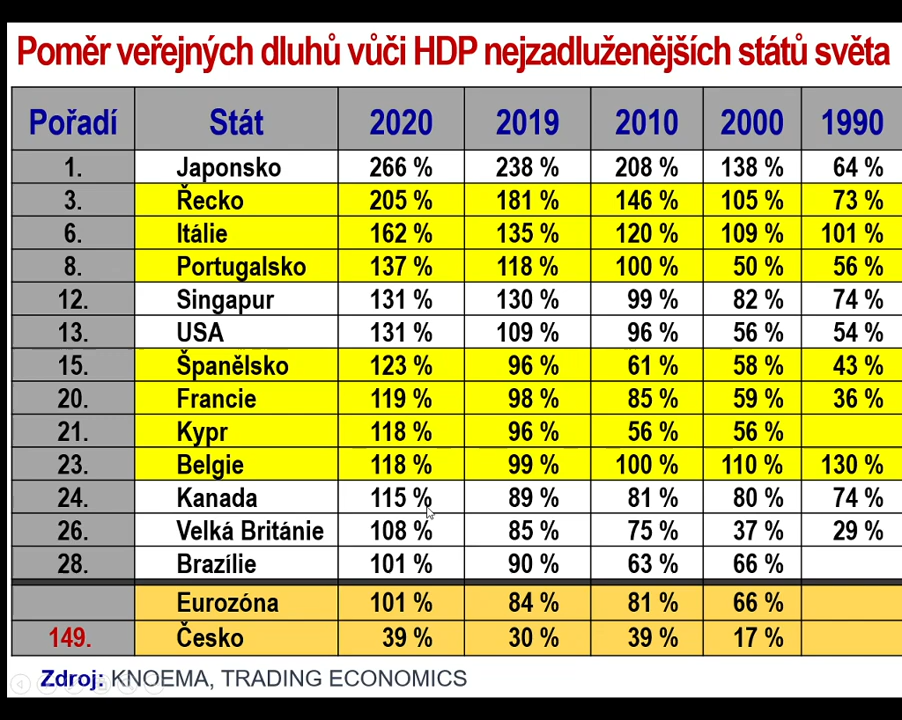 Poměr veřejných dluhů vůči HDP nejzadluženějších států světa
Pořadí Stát 2020 2019 2010 2000 1990
1. Japonsko 266 % 238 % 208 % 138 % 64 %
3. Řecko 205 % 181 % 146 % 105 % 73 %
6. Itálie 162 % 135 % 120 % 109 % 101 %
8. Portugalsko 137 % 118 % 100 % 50 % 56 %
12. Singapur 131 % 130 % 99 % 82 % 74 %
13. USA 131 % 109 % 96 % 56 % 54 %
15. Španělsko 123 % 96 % 61 % 58 % 43 %
20. Francie 119 % 98 % 85 % 59 % 36 %
21. Kypr 118 % 96 % 56 % 56 %
23. Belgie 118 % 99 % 100 % 110 % 130 %
24. Kanada 115 % 89 % 81 % 80 % 74 %
26. Velká Británie 108 % 85 % 75 % 37 % 29 %
28. Brazílie 101 % 90 % 63 % 66 %
Eurozóna 101 % 84 % 81 % 66 %
149. Česko 39 % 30 % 39 % 17 %
Zdroj: KNOEMA, TRADING ECONOMICS